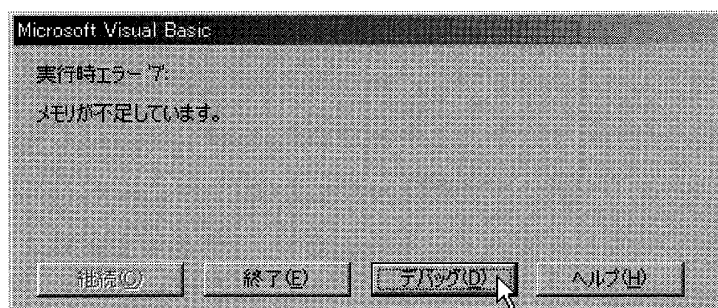 Microsoft Visual Basic
実行時エラー '7':
メモリが不足しています。
継続(C)
終了(E)
デバッグ(D)
ヘルプ(H)